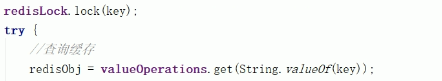 redisLock.lock(key);
try {
//查询缓存
redisObj = valueOperations.get(String.valueOf(key));